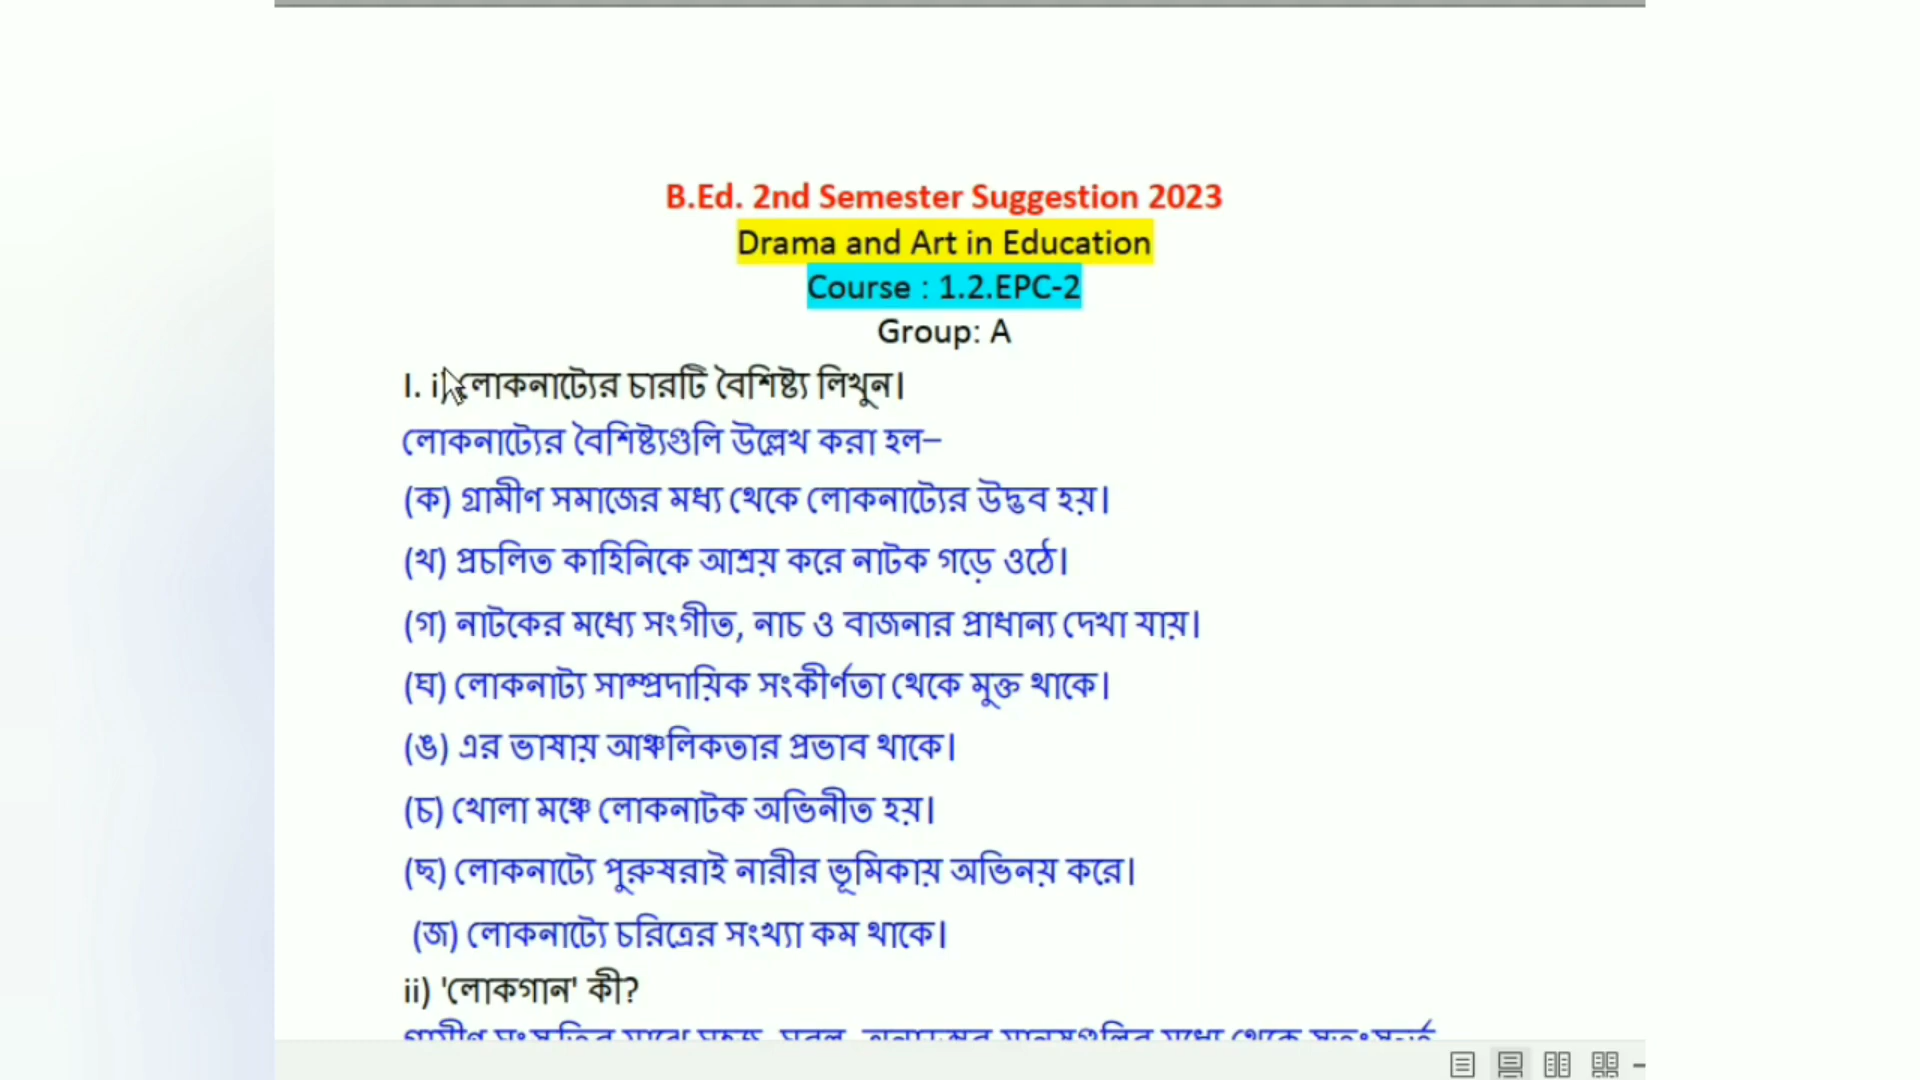 B.Ed. 2nd Semester Suggestion 2023
Drama and Art in Education
Course : 1.2.EPC-2
Group: A
I. i) লোকনাট্যের চারটি বৈশিষ্ট্য লিখুন।
লোকনাট্যের বৈশিষ্ট্যগুলি উল্লেখ করা হল–
(ক) গ্রামীণ সমাজের মধ্য থেকে লোকনাট্যের উদ্ভব হয়।
(খ) প্রচলিত কাহিনিকে আশ্রয় করে নাটক গড়ে ওঠে।
(গ) নাটকের মধ্যে সংগীত, নাচ ও বাজনার প্রাধান্য দেখা যায়।
(ঘ) লোকনাট্য সাম্প্রদায়িক সংকীর্ণতা থেকে মুক্ত থাকে।
(ঙ) এর ভাষায় আঞ্চলিকতার প্রভাব থাকে।
(চ) খোলা মঞ্চে লোকনাটক অভিনীত হয়।
(ছ) লোকনাট্যে পুরুষরাই নারীর ভূমিকায় অভিনয় করে।
(জ) লোকনাট্যে চরিত্রের সংখ্যা কম থাকে।
ii) 'লোকগান' কী?